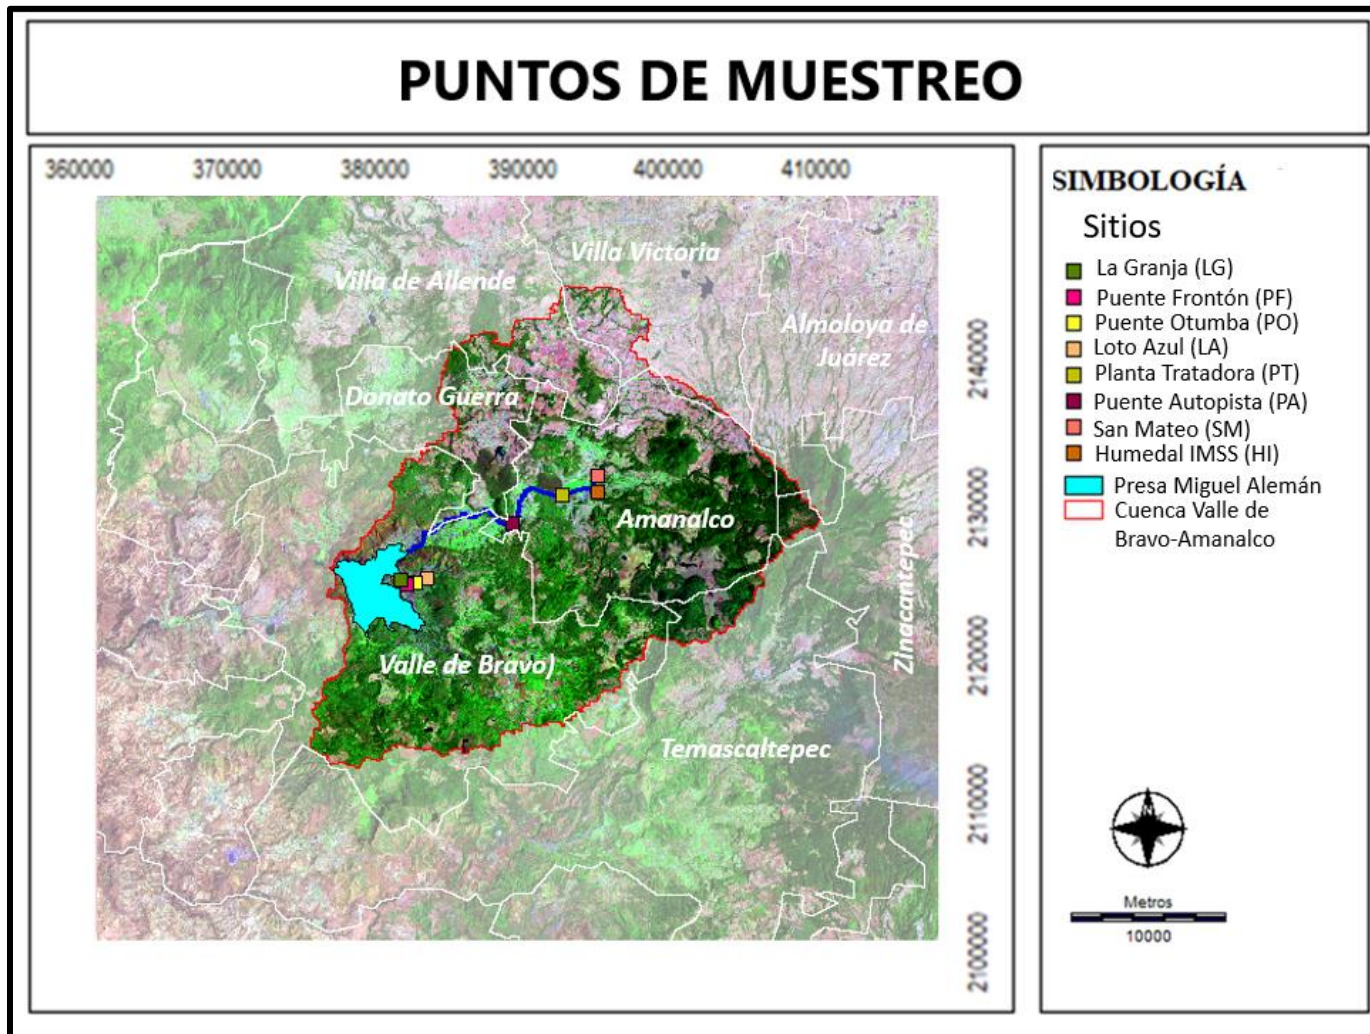 PUNTOS DE MUESTREO
360000 370000 380000 390000 400000 410000
Villa Victoria
Villa de Allende
Almoloya de
Juárez
Donato Guerra
Amanalco
Zinacantepec
Valle de Bravo)
Temascaltepec
2140000
2130000
2120000
2110000
2100000
SIMBOLOGÍA
Sitios
La Granja (LG)
Puente Frontón (PF)
Puente Otumba (PO)
Loto Azul (LA)
Planta Tratadora (PT)
Puente Autopista (PA)
San Mateo (SM)
Humedal IMSS (HI)
Presa Miguel Alemán
Cuenca Valle de
Bravo-Amanalco
Metros
10000